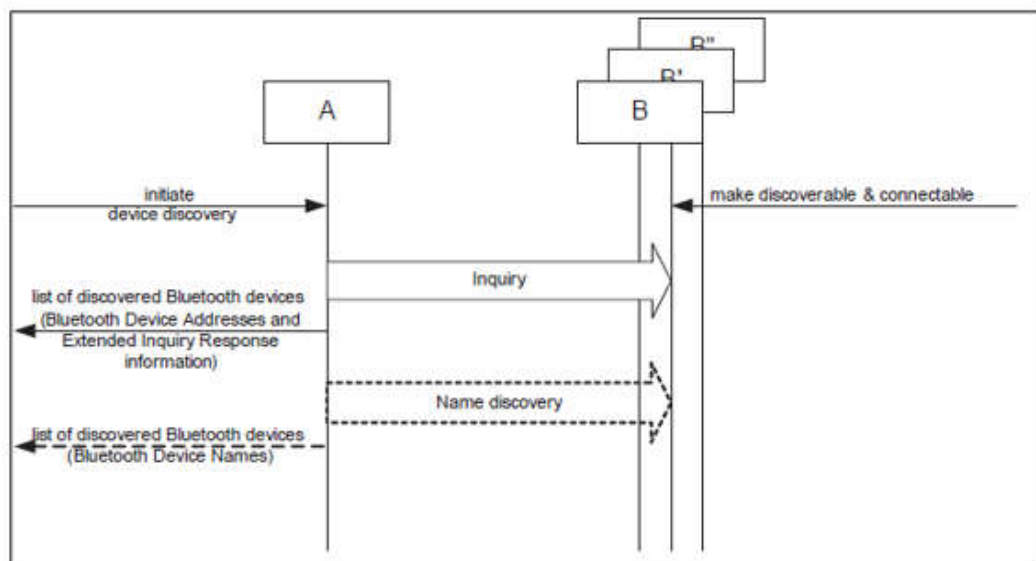 B"
B'
A
B
initiate
device discovery
make discoverable & connectable
Inquiry
list of discovered Bluetooth devices
(Bluetooth Device Addresses and
Extended Inquiry Response
information)
Name discovery
list of discovered Bluetooth devices
(Bluetooth Device Names)